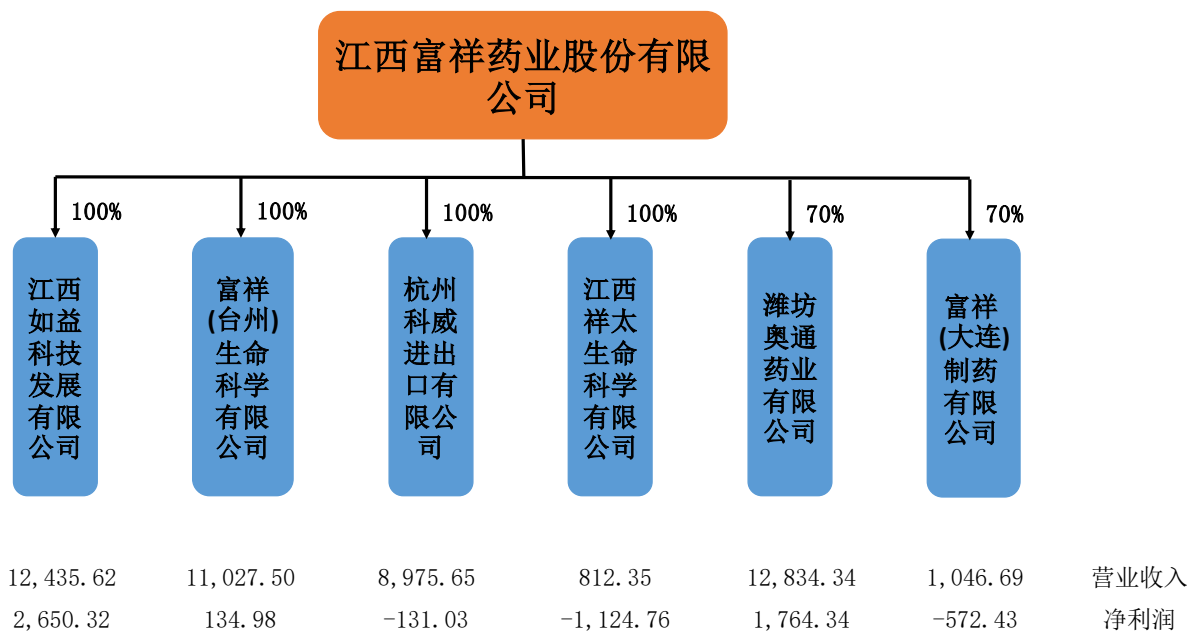 江西富祥药业股份有限
公司
100%
100%
100%
100%
70%
70%
江西
如益
科技
发展
有限
公司
富祥
(台州)
生命
科学
有限
公司
杭州
科威
进出
口有
限公
司
江西
祥太
生命
科学
有限
公司
潍坊
奥通
药业
有限
公司
富祥
(大连)
制药
有限
公司
12,435.62 11,027.50 8,975.65 812.35 12,834.34 1,046.69 营业收入
2,650.32 134.98 -131.03 -1,124.76 1,764.34 -572.43 净利润